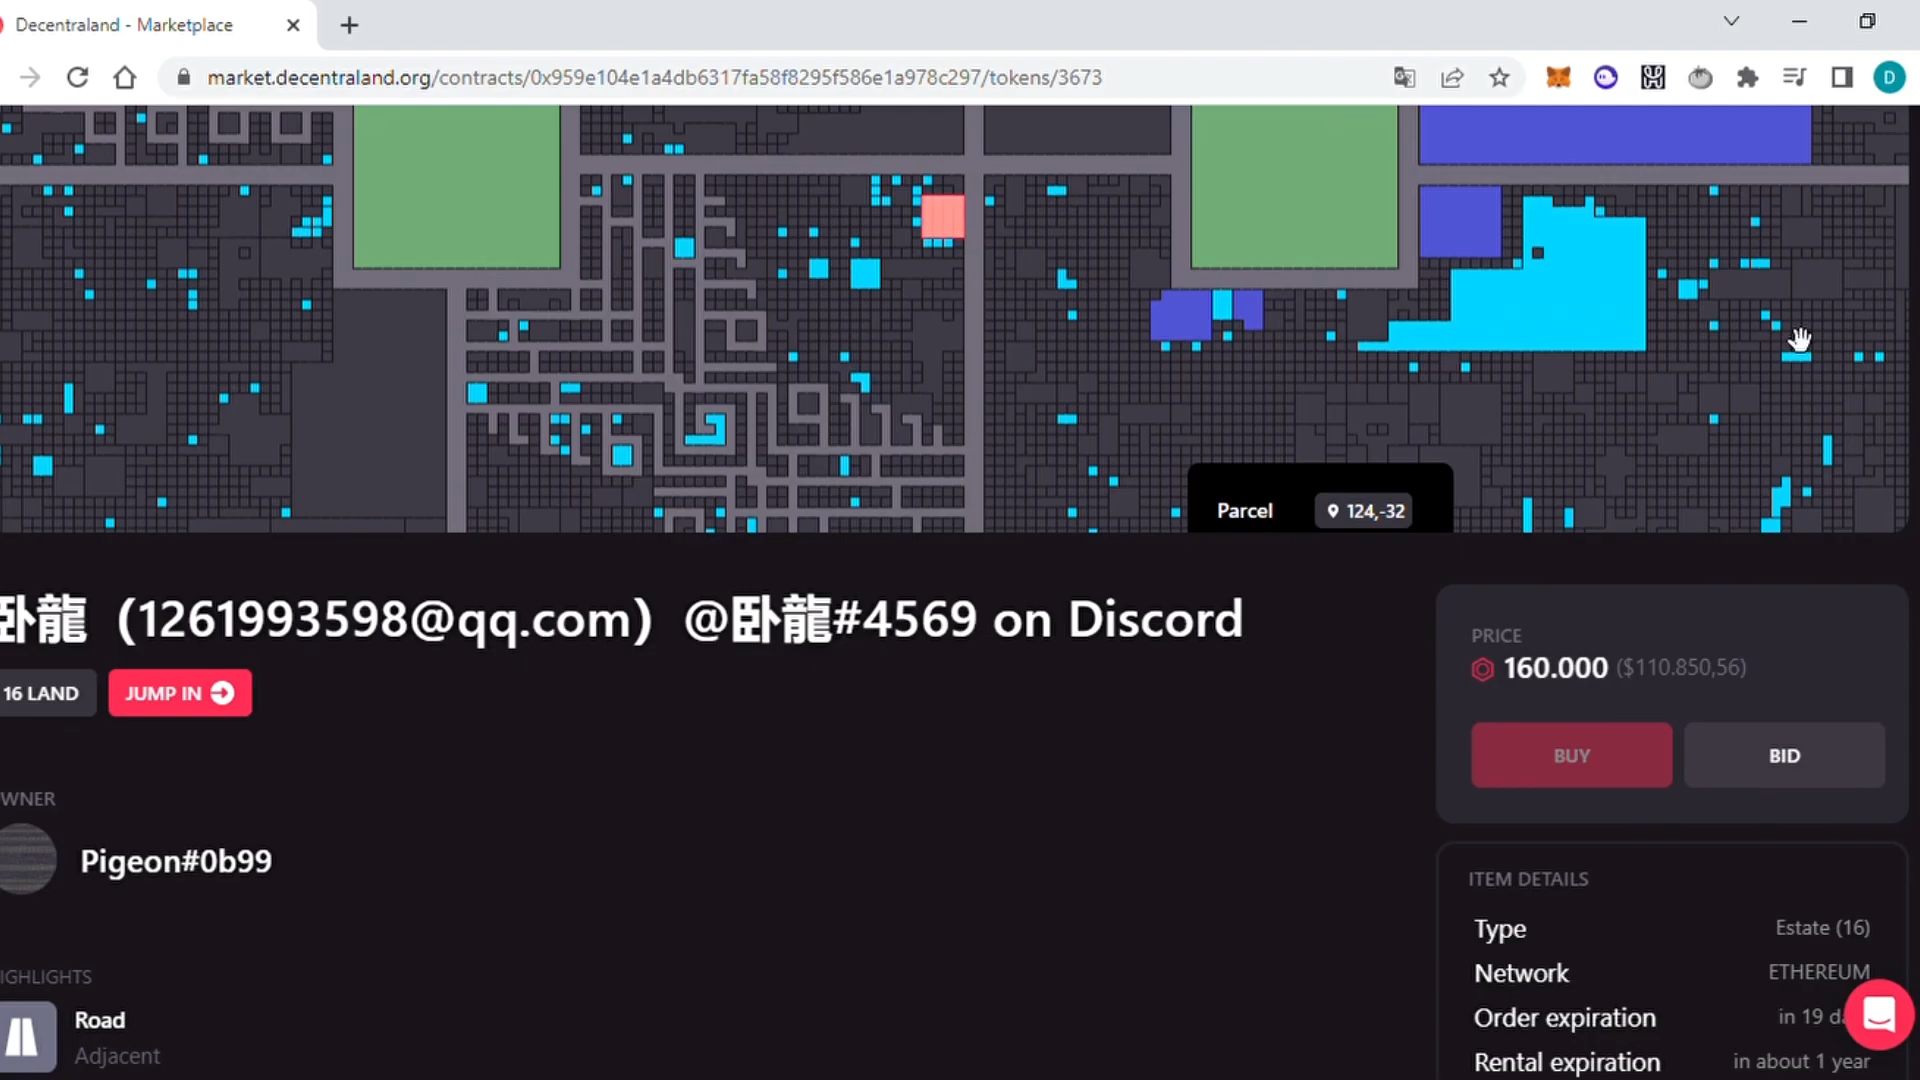 Decentraland - Marketplace
market.decentraland.org/contracts/0x959e104e1a4db6317fa58f8295f586e1a978c297/tokens/3673
D
Parcel 124,-32
卧龍（1261993598@qq.com）@卧龍#4569 on Discord
16 LAND JUMP IN
PRICE
160.000 ($110.850,56)
BUY BID
WNER
Pigeon#0b99
ITEM DETAILS
Type Estate (16)
Network ETHEREUM
Order expiration in 19 da
Rental expiration in about 1 year
IGHLIGHTS
Road
Adjacent